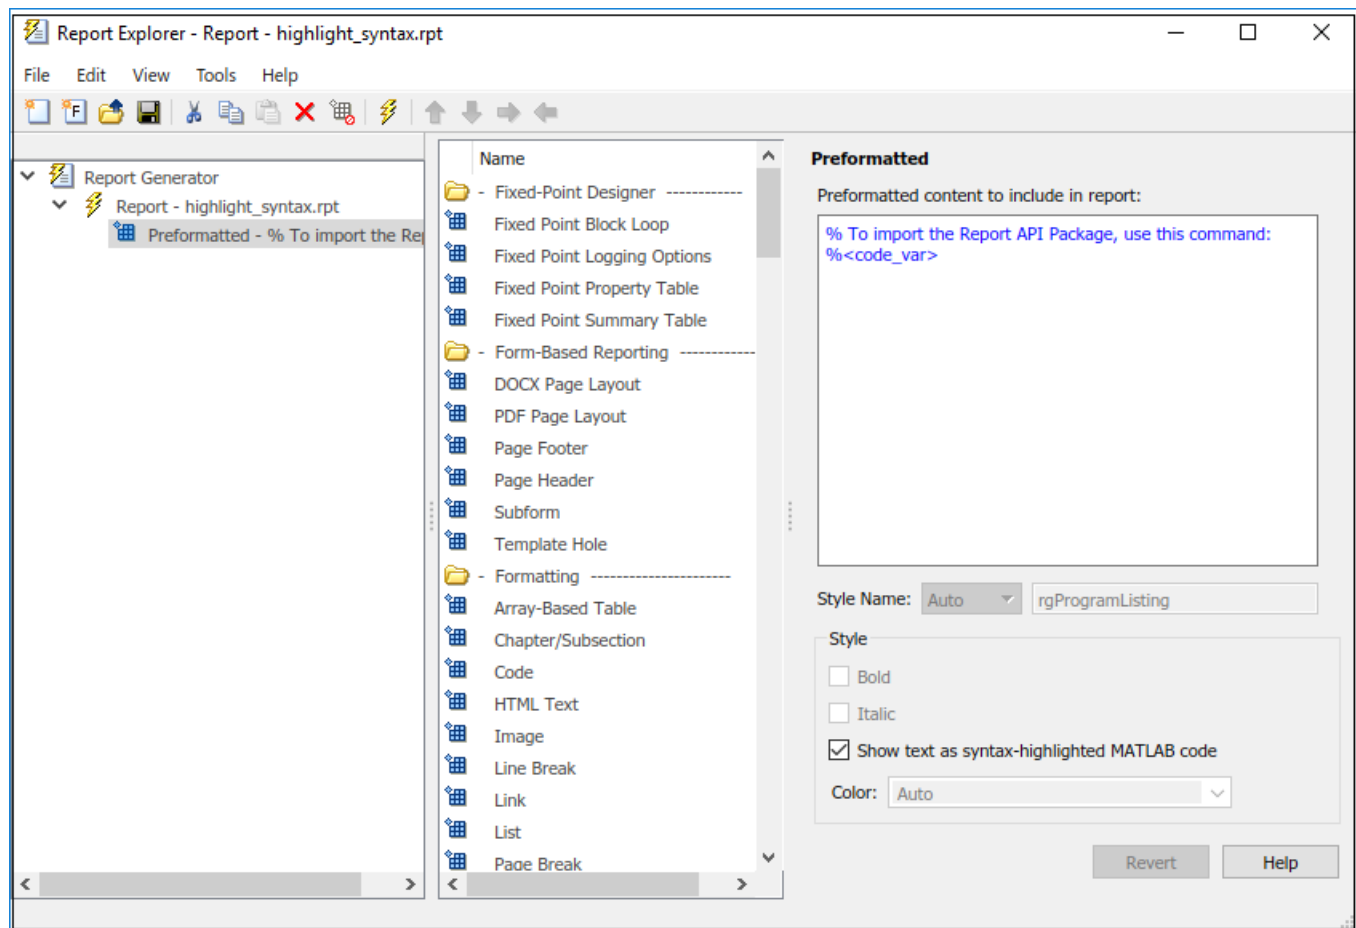 Report Explorer - Report - highlight_syntax.rpt
File Edit View Tools Help
Report Generator
Report - highlight_syntax.rpt
Preformatted - % To import the Rep
Name
- Fixed-Point Designer ------------
Fixed Point Block Loop
Fixed Point Logging Options
Fixed Point Property Table
Fixed Point Summary Table
- Form-Based Reporting ------------
DOCX Page Layout
PDF Page Layout
Page Footer
Page Header
Subform
Template Hole
- Formatting ----------------------
Array-Based Table
Chapter/Subsection
Code
HTML Text
Image
Line Break
Link
List
Page Break
Preformatted
Preformatted content to include in report:
% To import the Report API Package, use this command:
%<code_var>
Style Name: Auto rgProgramListing
Style
Bold
Italic
Show text as syntax-highlighted MATLAB code
Color: Auto
Revert Help